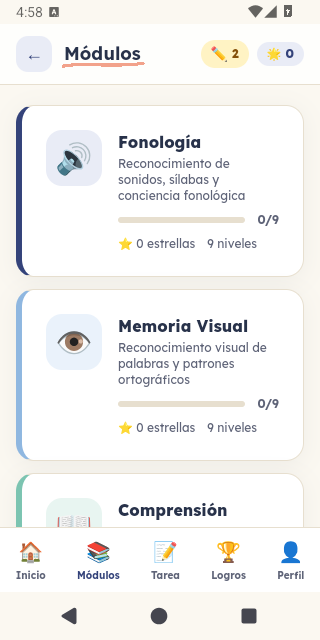 4:58
← Módulos
2
0
Fonología
Reconocimiento de
sonidos, sílabas y
conciencia fonológica
0/9
0 estrellas 9 niveles
Memoria Visual
Reconocimiento visual de
palabras y patrones
ortográficos
0/9
0 estrellas 9 niveles
Comprensión
Inicio Módulos Tarea Logros Perfil